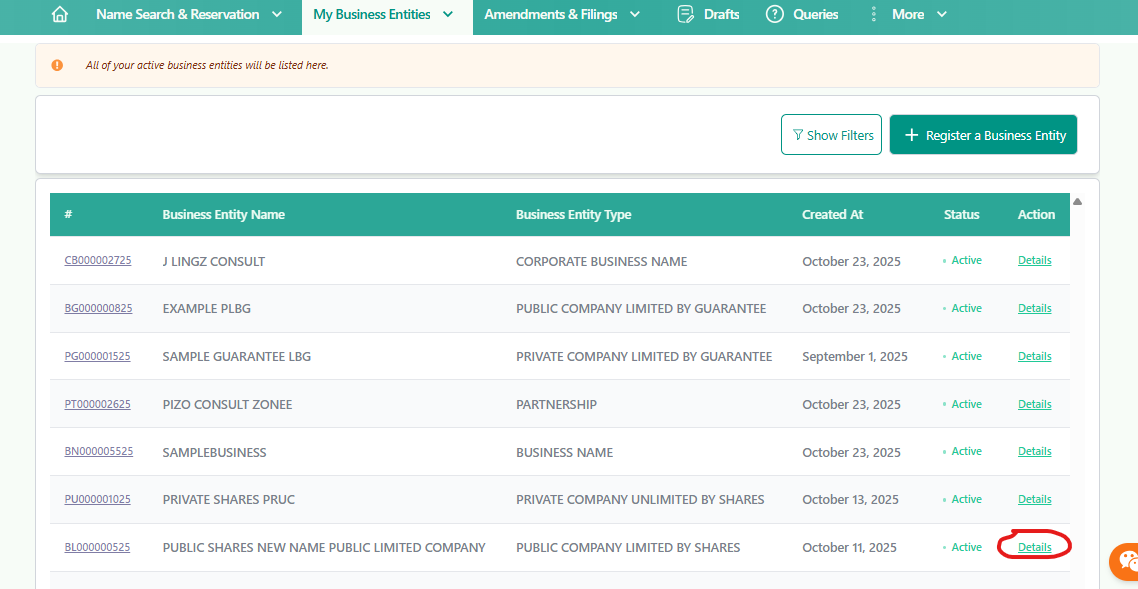 Name Search & Reservation My Business Entities Amendments & Filings Drafts Queries More
All of your active business entities will be listed here.
Show Filters + Register a Business Entity
# Business Entity Name Business Entity Type Created At Status Action
CB000002725 J LINGZ CONSULT CORPORATE BUSINESS NAME October 23, 2025 Active Details
BG000000825 EXAMPLE PLBG PUBLIC COMPANY LIMITED BY GUARANTEE October 23, 2025 Active Details
PG000001525 SAMPLE GUARANTEE LBG PRIVATE COMPANY LIMITED BY GUARANTEE September 1, 2025 Active Details
PT000002625 PIZO CONSULT ZONEE PARTNERSHIP October 23, 2025 Active Details
BN000005525 SAMPLEBUSINESS BUSINESS NAME October 23, 2025 Active Details
PU000001025 PRIVATE SHARES PRUC PRIVATE COMPANY UNLIMITED BY SHARES October 13, 2025 Active Details
BL000000525 PUBLIC SHARES NEW NAME PUBLIC LIMITED COMPANY PUBLIC COMPANY LIMITED BY SHARES October 11, 2025 Active Details